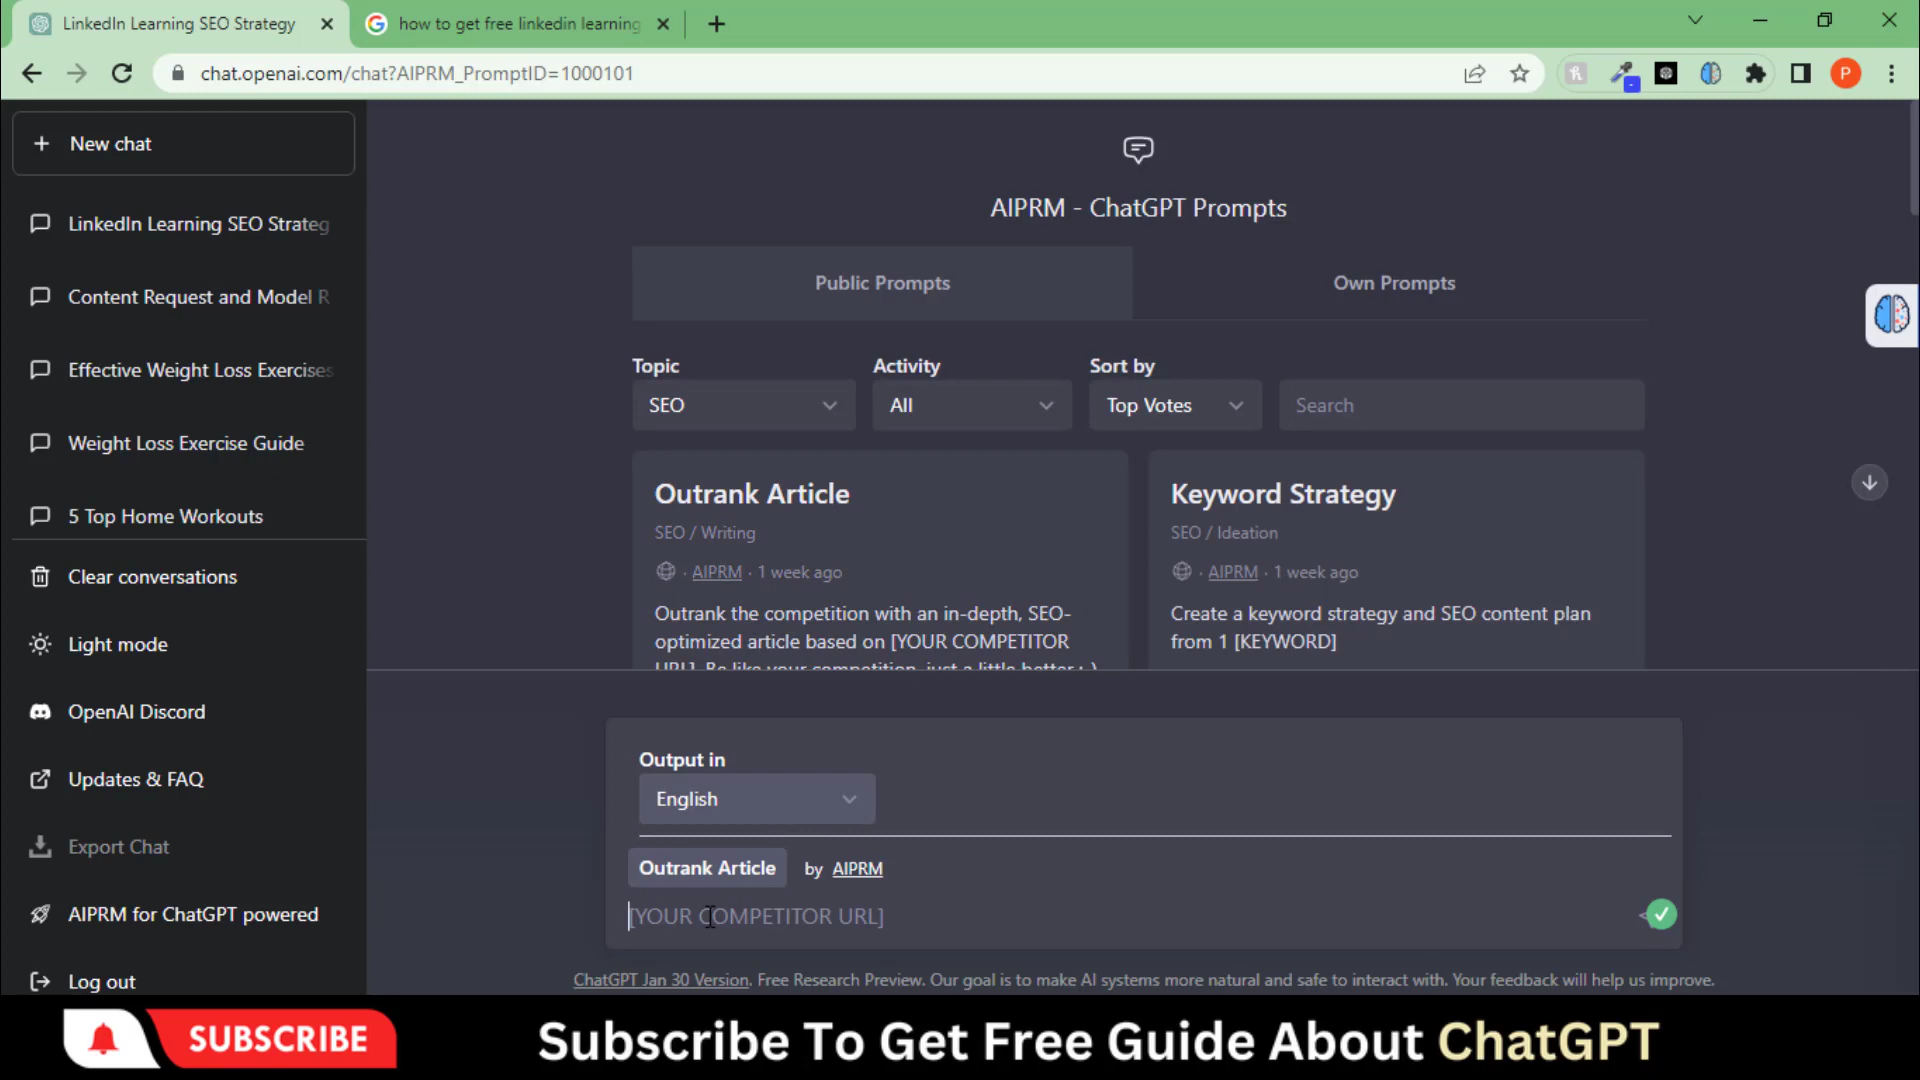 LinkedIn Learning SEO Strategy
how to get free linkedin learning
chat.openai.com/chat?AIPRM_PromptID=1000101
P
New chat
LinkedIn Learning SEO Strateg
Content Request and Model R
Effective Weight Loss Exercises
Weight Loss Exercise Guide
5 Top Home Workouts
Clear conversations
Light mode
OpenAI Discord
Updates & FAQ
Export Chat
AIPRM for ChatGPT powered
Log out
AIPRM - ChatGPT Prompts
Public Prompts
Own Prompts
Topic
Activity
Sort by
SEO
All
Top Votes
Search
Outrank Article
SEO / Writing
· AIPRM · 1 week ago
Outrank the competition with an in-depth, SEO-
optimized article based on [YOUR COMPETITOR
URL]. Be like your competition, just a little better ;-)
Keyword Strategy
SEO / Ideation
· AIPRM · 1 week ago
Create a keyword strategy and SEO content plan
from 1 [KEYWORD]
Output in
English
Outrank Article by AIPRM
[YOUR COMPETITOR URL]
ChatGPT Jan 30 Version. Free Research Preview. Our goal is to make AI systems more natural and safe to interact with. Your feedback will help us improve.
SUBSCRIBE
Subscribe To Get Free Guide About ChatGPT